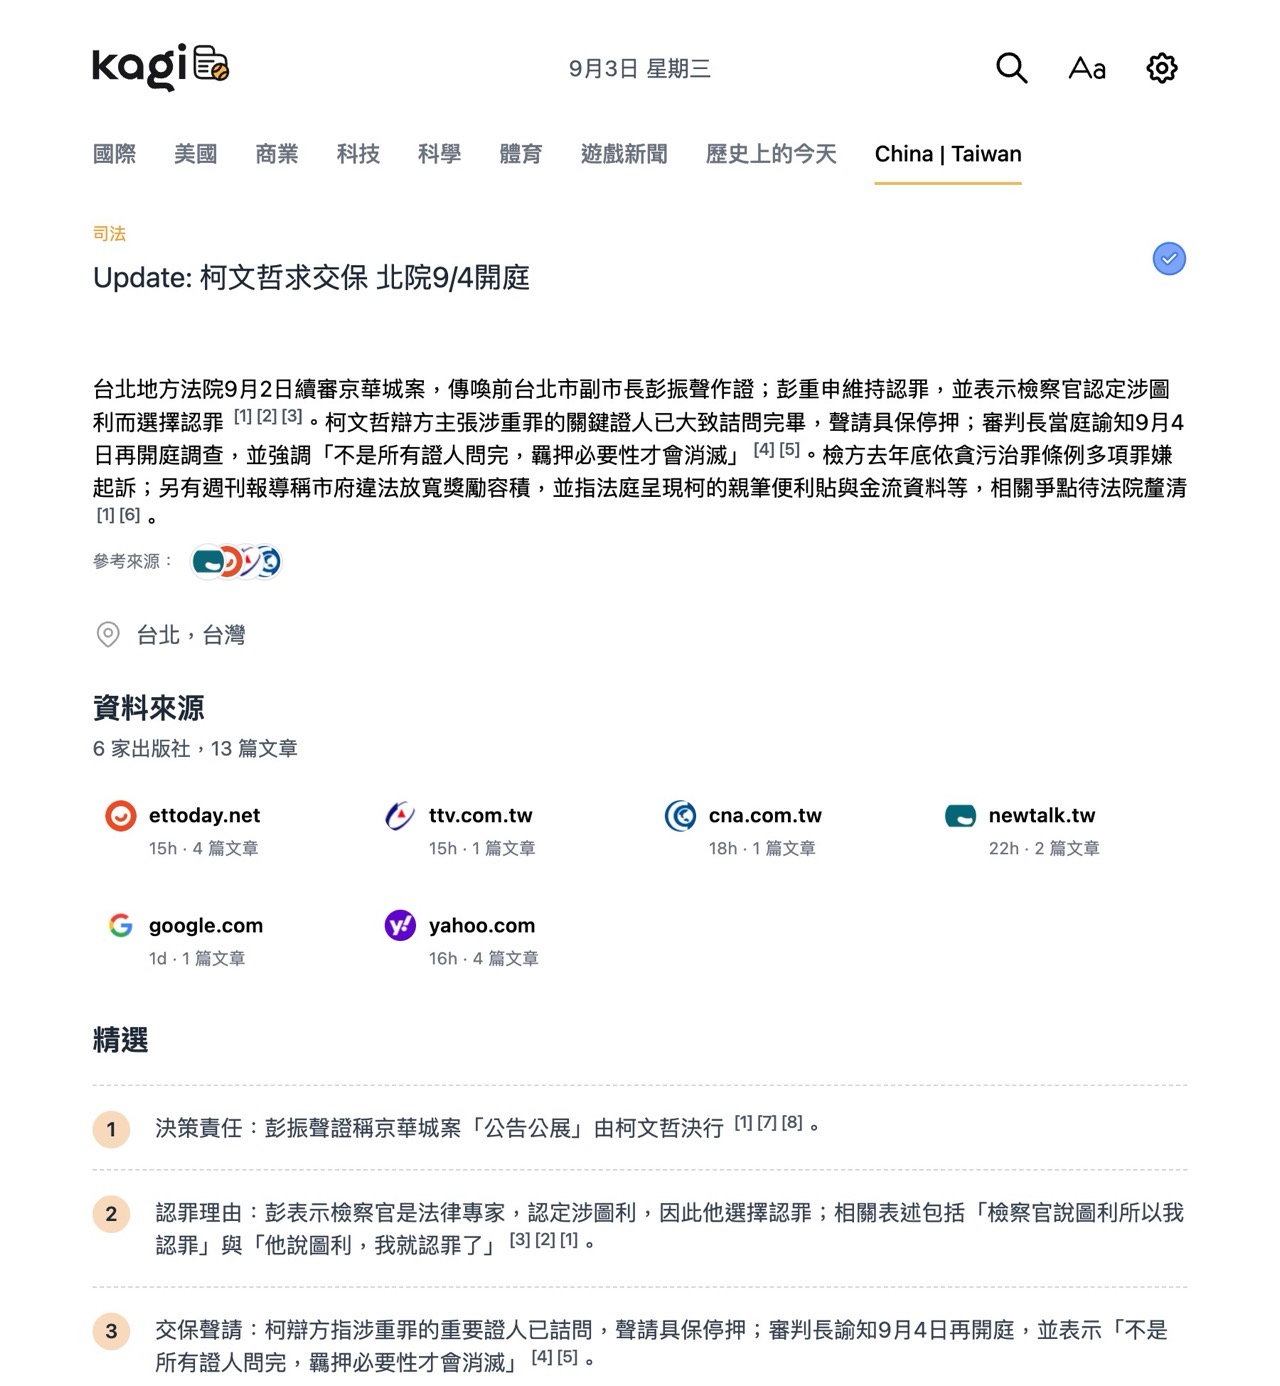 kagi
9月3日 星期三
Aa
國際 美國 商業 科技 科學 體育 遊戲新聞 歷史上的今天 China | Taiwan
司法
Update: 柯文哲求交保 北院9/4開庭
台北地方法院9月2日續審京華城案，傳喚前台北市副市長彭振聲作證；彭重申維持認罪，並表示檢察官認定涉圖
利而選擇認罪 [1] [2] [3]。柯文哲辯方主張涉重罪的關鍵證人已大致詰問完畢，聲請具保停押；審判長當庭諭知9月4
日再開庭調查，並強調「不是所有證人問完，羈押必要性才會消滅」 [4] [5]。檢方去年底依貪污治罪條例多項罪嫌
起訴；另有週刊報導稱市府違法放寬獎勵容積，並指法庭呈現柯的親筆便利貼與金流資料等，相關爭點待法院釐清
[1] [6]。
參考來源：
台北，台灣
資料來源
6 家出版社，13 篇文章
ettoday.net
15h · 4 篇文章
ttv.com.tw
15h · 1 篇文章
cna.com.tw
18h · 1 篇文章
newtalk.tw
22h · 2 篇文章
google.com
1d · 1 篇文章
yahoo.com
16h · 4 篇文章
精選
1 決策責任：彭振聲證稱京華城案「公告公展」由柯文哲決行 [1] [7] [8]。
2 認罪理由：彭表示檢察官是法律專家，認定涉圖利，因此他選擇認罪；相關表述包括「檢察官說圖利所以我
認罪」與「他說圖利，我就認罪了」 [3] [2] [1]。
3 交保聲請：柯辯方指涉重罪的重要證人已詰問，聲請具保停押；審判長諭知9月4日再開庭，並表示「不是
所有證人問完，羈押必要性才會消滅」 [4] [5]。